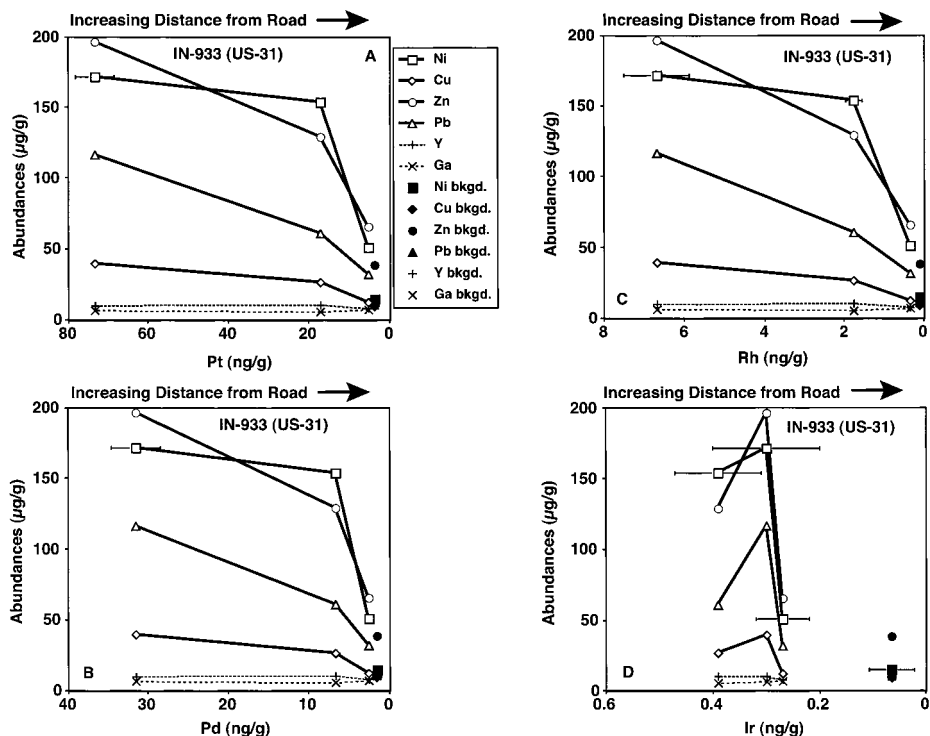 Increasing Distance from Road
IN-933 (US-31)
A
200
150
100
50
0
Abundances (µg/g)
80
60
40
20
0
Pt (ng/g)
Ni
Cu
Zn
Pb
Y
Ga
Ni bkgd.
Cu bkgd.
Zn bkgd.
Pb bkgd.
Y bkgd.
Ga bkgd.
Increasing Distance from Road
IN-933 (US-31)
C
200
150
100
50
0
Abundances (µg/g)
8
6
4
2
0
Rh (ng/g)
Increasing Distance from Road
IN-933 (US-31)
B
200
150
100
50
0
Abundances (µg/g)
40
30
20
10
0
Pd (ng/g)
Increasing Distance from Road
IN-933 (US-31)
D
200
150
100
50
0
Abundances (µg/g)
0.6
0.4
0.2
0
Ir (ng/g)